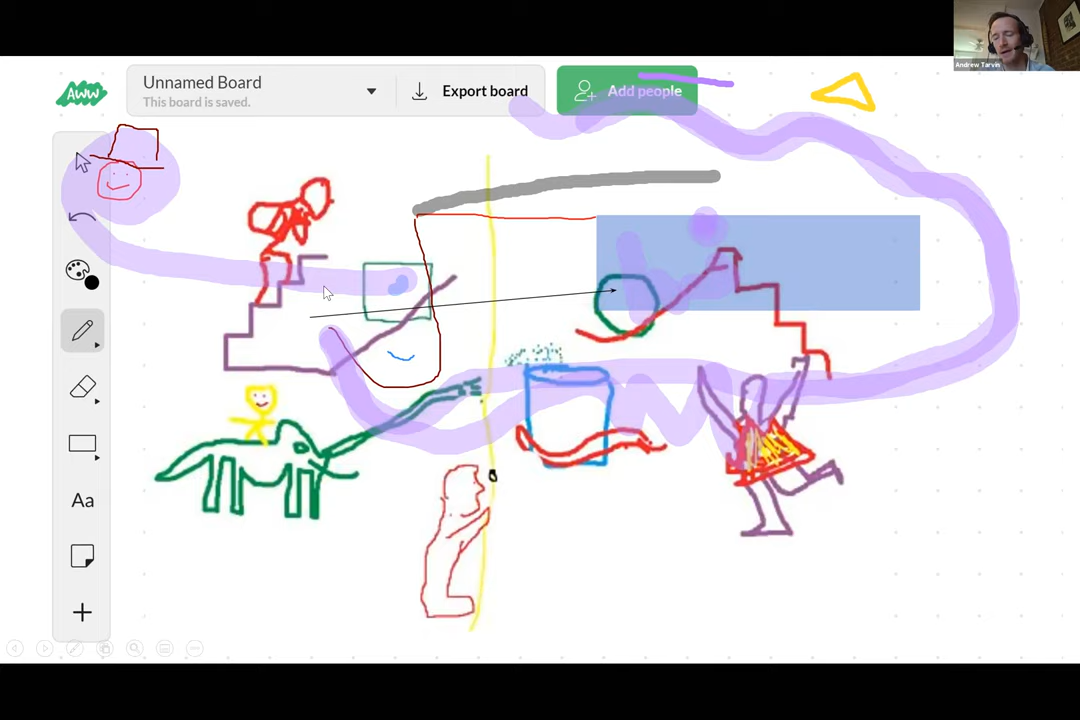 Andrew Tarvin
AWW
Unnamed Board
This board is saved.
Export board
Add people
Aa